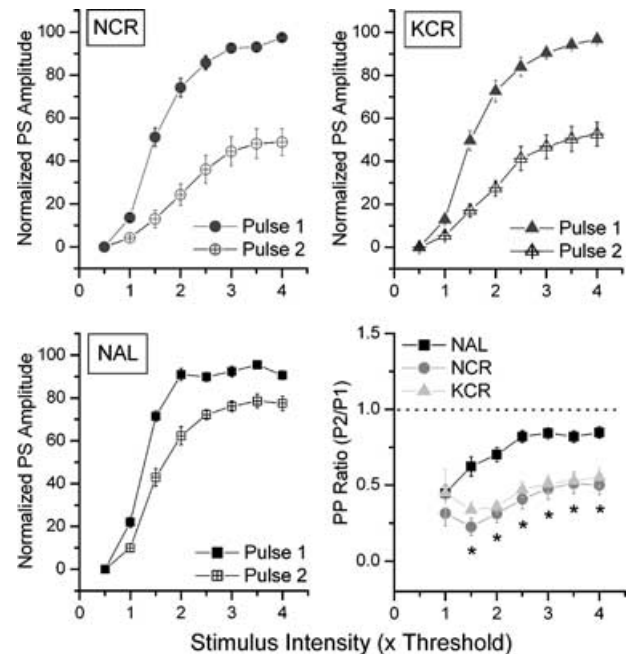 NCR
Normalized PS Amplitude
100
80
60
40
20
0
Pulse 1
Pulse 2
0 1 2 3 4
KCR
Normalized PS Amplitude
100
80
60
40
20
0
Pulse 1
Pulse 2
0 1 2 3 4
NAL
Normalized PS Amplitude
100
80
60
40
20
0
Pulse 1
Pulse 2
0 1 2 3 4
PP Ratio (P2/P1)
1.5
1.0
0.5
0.0
NAL
NCR
KCR
* * * * * *
0 1 2 3 4
Stimulus Intensity (x Threshold)